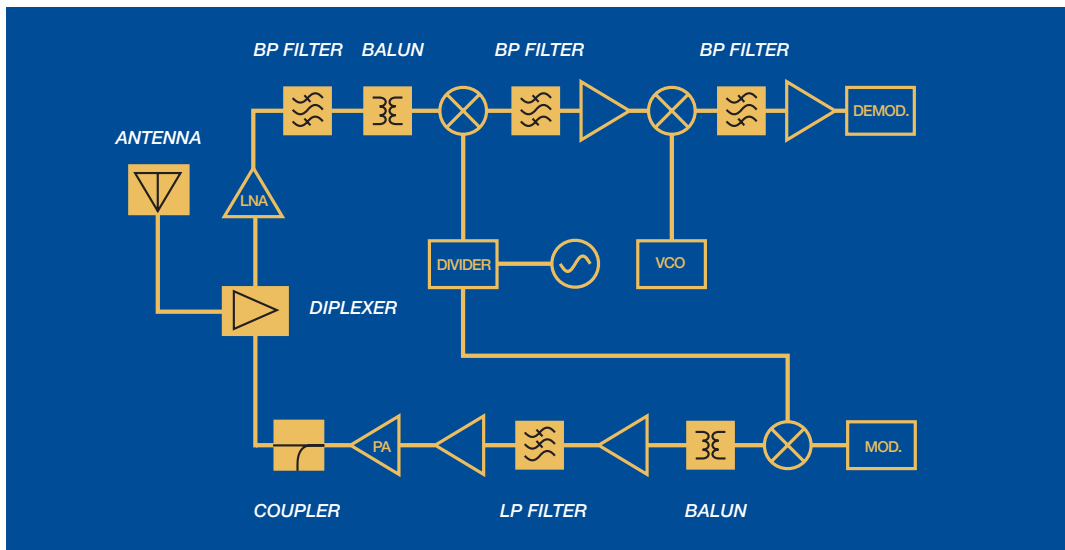 BP FILTER BALUN BP FILTER BP FILTER
DEMOD.
ANTENNA
LNA
DIVIDER
VCO
DIPLEXER
PA
MOD.
COUPLER LP FILTER BALUN